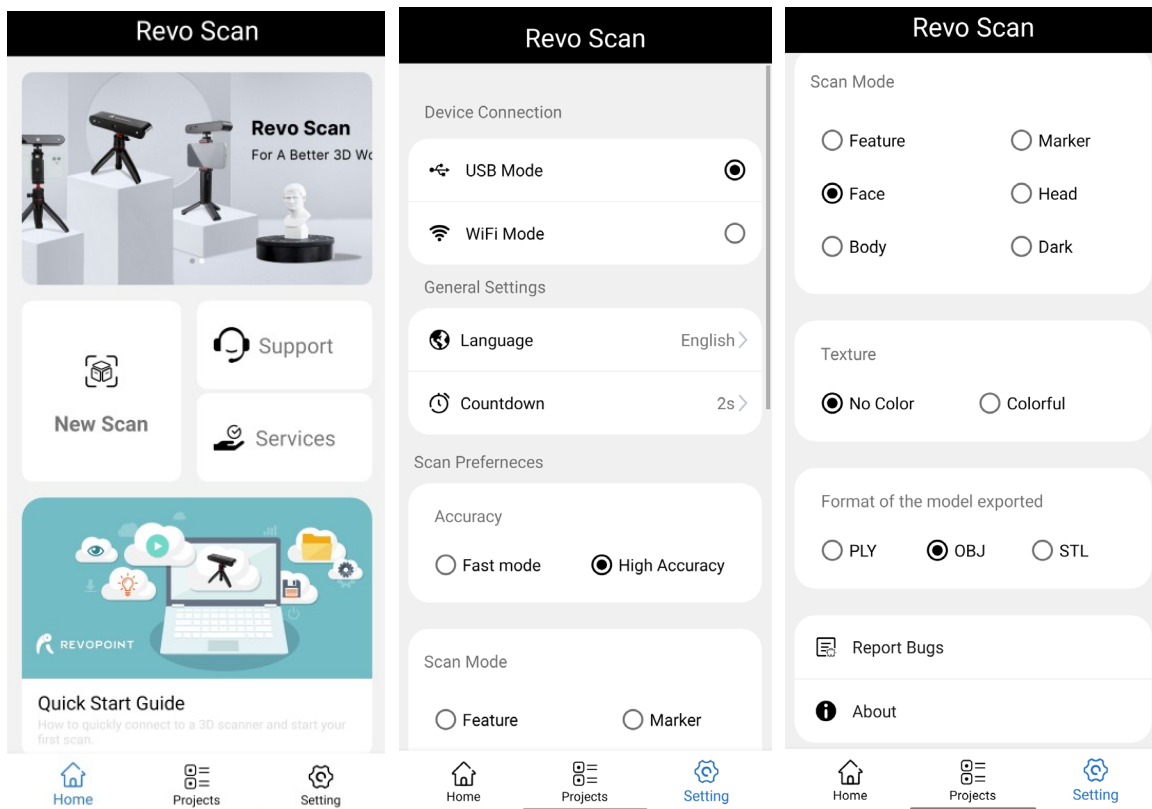 Revo Scan
Revo Scan
For A Better 3D Wo
New Scan
Support
Services
REVOPOINT
Quick Start Guide
How to quickly connect to a 3D scanner and start your
first scan.
Home
Projects
Setting
Revo Scan
Device Connection
USB Mode
WiFi Mode
General Settings
Language English
Countdown 2s
Scan Preferneces
Accuracy
Fast mode High Accuracy
Scan Mode
Feature Marker
Home
Projects
Setting
Revo Scan
Scan Mode
Feature Marker
Face Head
Body Dark
Texture
No Color Colorful
Format of the model exported
PLY OBJ STL
Report Bugs
About
Home
Projects
Setting